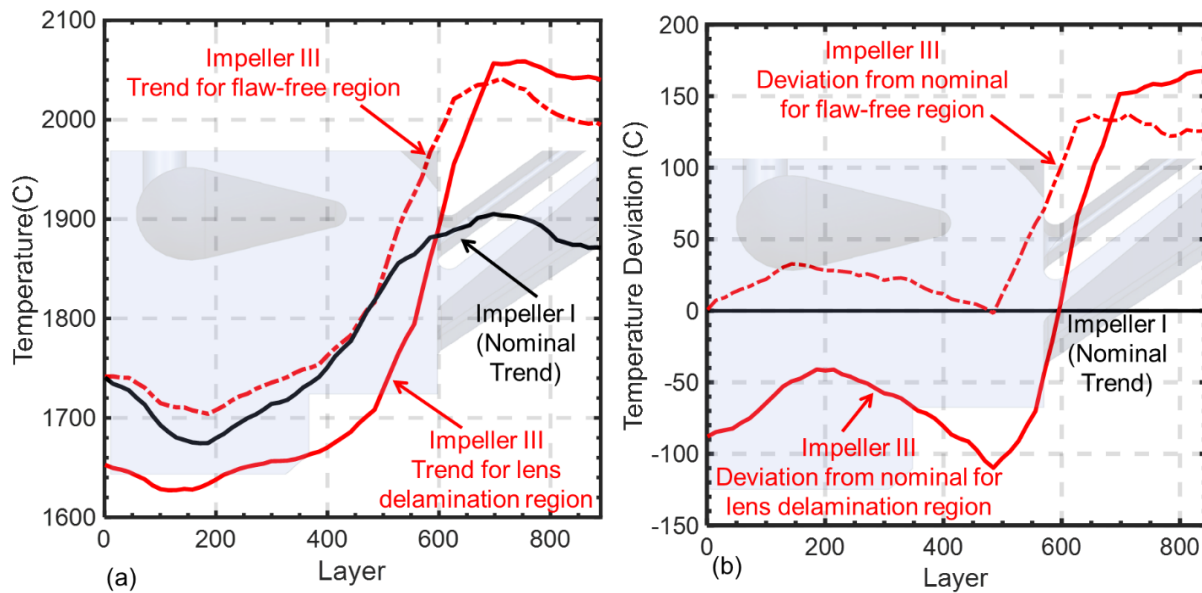 2100
2000
1900
1800
1700
1600
Temperature(C)
Impeller III
Trend for flaw-free region
Impeller I
(Nominal
Trend)
Impeller III
Trend for lens
delamination region
0 200 400 600 800
(a)
Layer
200
150
100
50
0
-50
-100
-150
Temperature Deviation (C)
Impeller III
Deviation from nominal
for flaw-free region
Impeller I
(Nominal
Trend)
Impeller III
Deviation from nominal for
lens delamination region
0 200 400 600 800
(b)
Layer